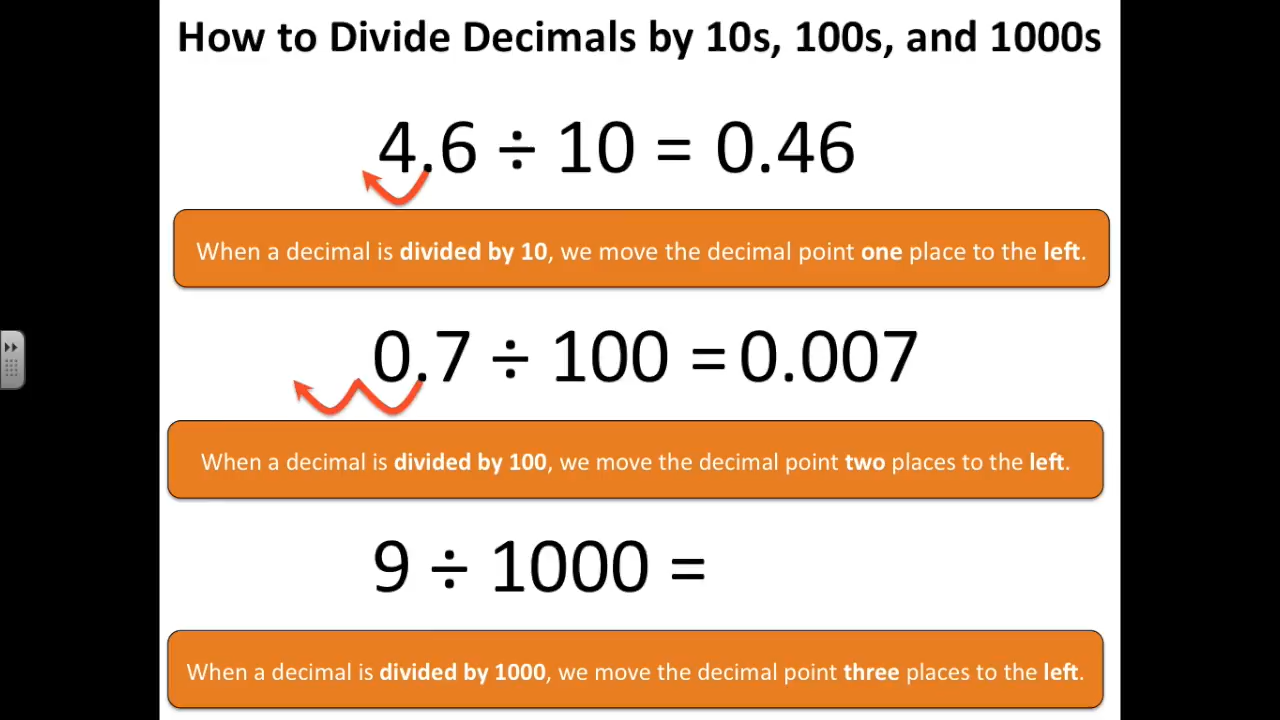 How to Divide Decimals by 10s, 100s, and 1000s
4.6 ÷ 10 = 0.46
When a decimal is divided by 10, we move the decimal point one place to the left.
0.7 ÷ 100 = 0.007
When a decimal is divided by 100, we move the decimal point two places to the left.
9 ÷ 1000 =
When a decimal is divided by 1000, we move the decimal point three places to the left.